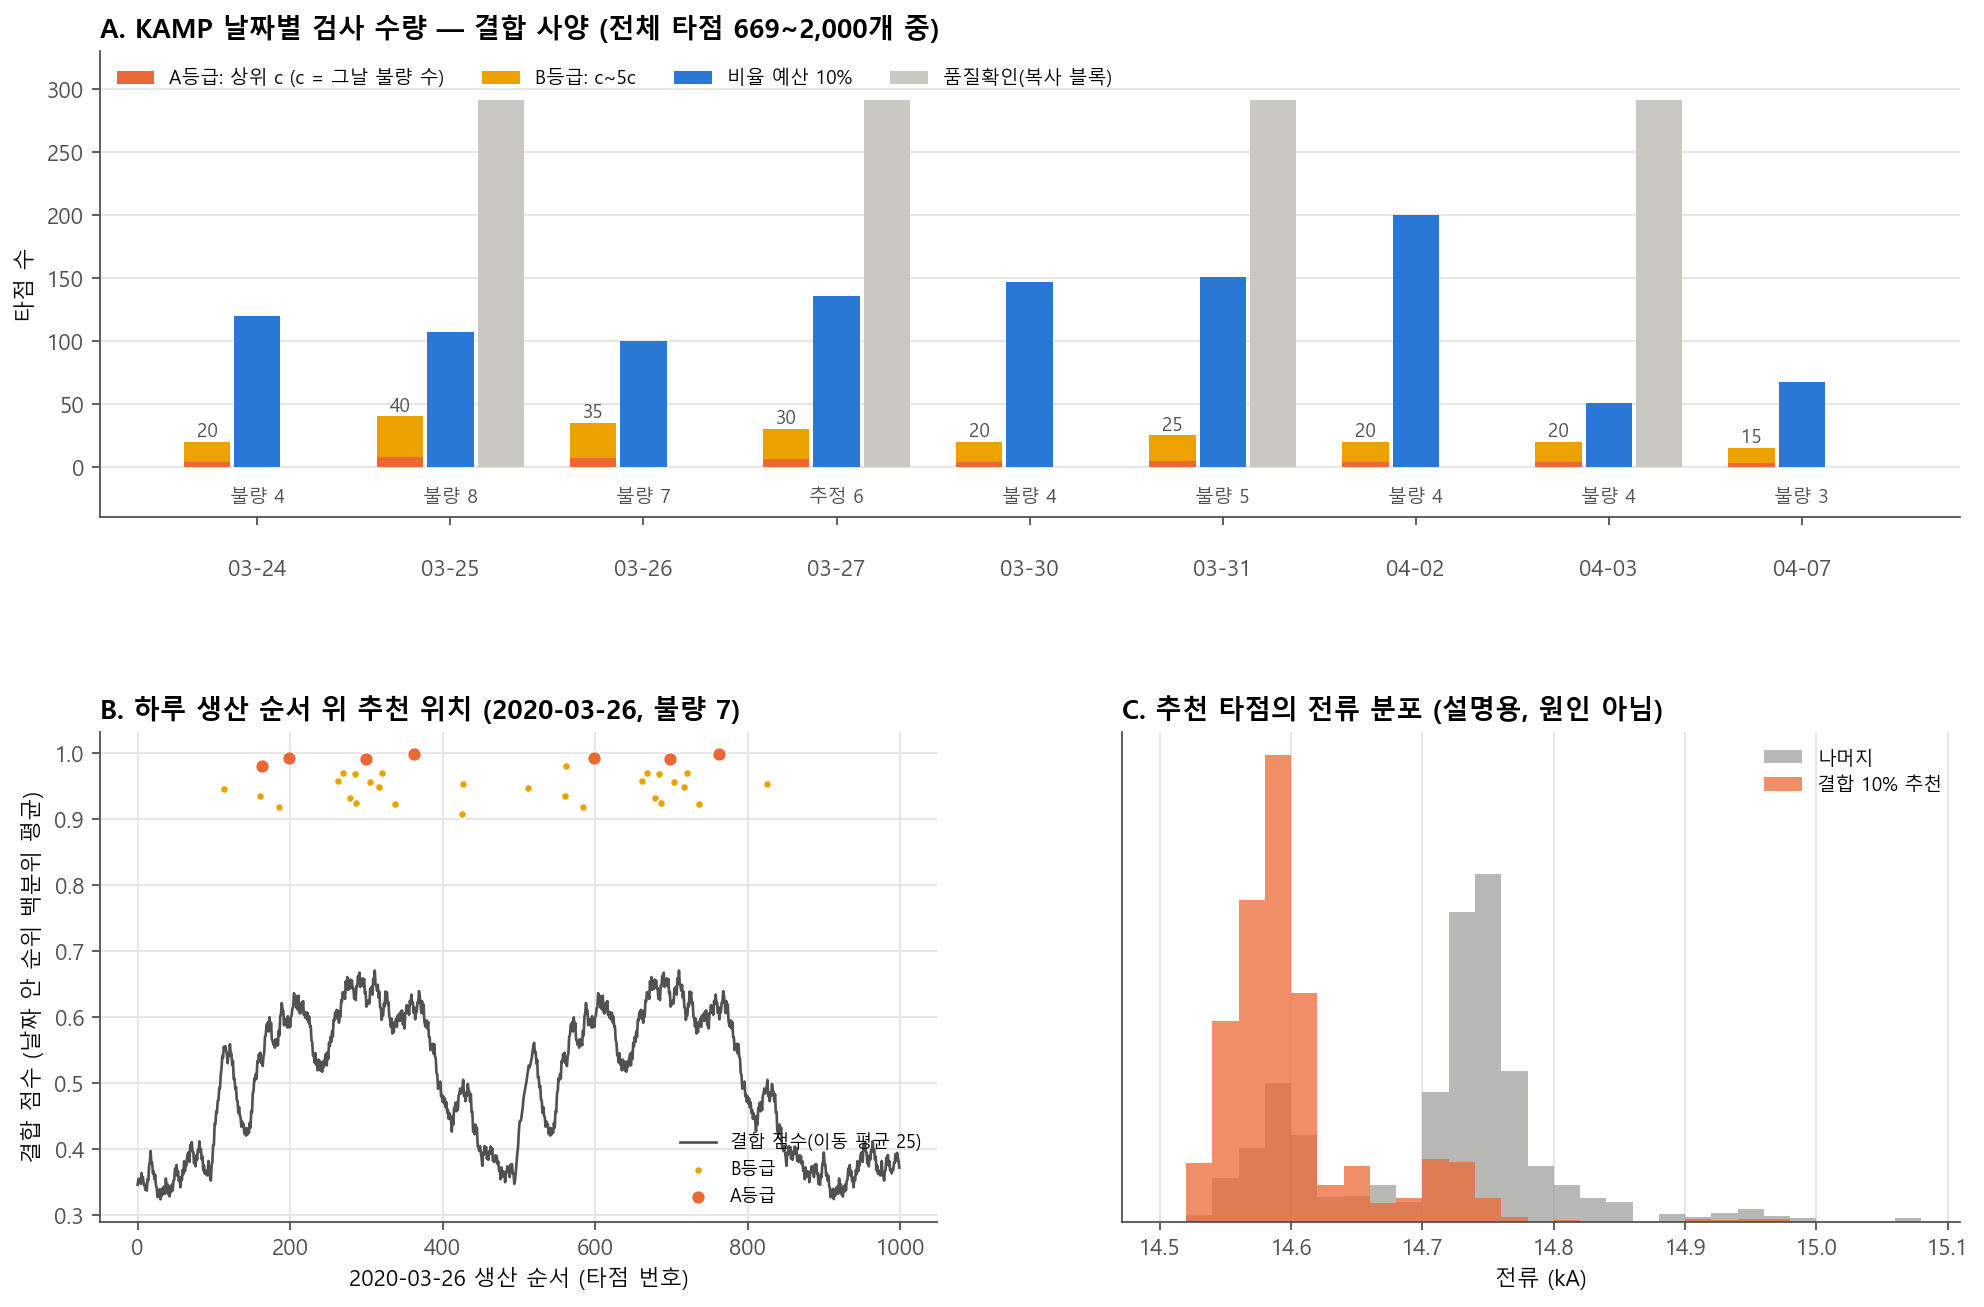 A. KAMP 날짜별 검사 수량 — 결합 사양 (전체 타점 669~2,000개 중)
A등급: 상위 c (c = 그날 불량 수)
B등급: c~5c
비율 예산 10%
품질확인(복사 블록)
타점 수
300
250
200
150
100
50
0
20
40
35
30
20
25
20
20
15
불량 4
불량 8
불량 7
추정 6
불량 4
불량 5
불량 4
불량 4
불량 3
03-24
03-25
03-26
03-27
03-30
03-31
04-02
04-03
04-07
B. 하루 생산 순서 위 추천 위치 (2020-03-26, 불량 7)
결합 점수 (날짜 안 순위 백분위 평균)
1.0
0.9
0.8
0.7
0.6
0.5
0.4
0.3
결합 점수(이동 평균 25)
B등급
A등급
0
200
400
600
800
1000
2020-03-26 생산 순서 (타점 번호)
C. 추천 타점의 전류 분포 (설명용, 원인 아님)
나머지
결합 10% 추천
14.5
14.6
14.7
14.8
14.9
15.0
15.1
전류 (kA)